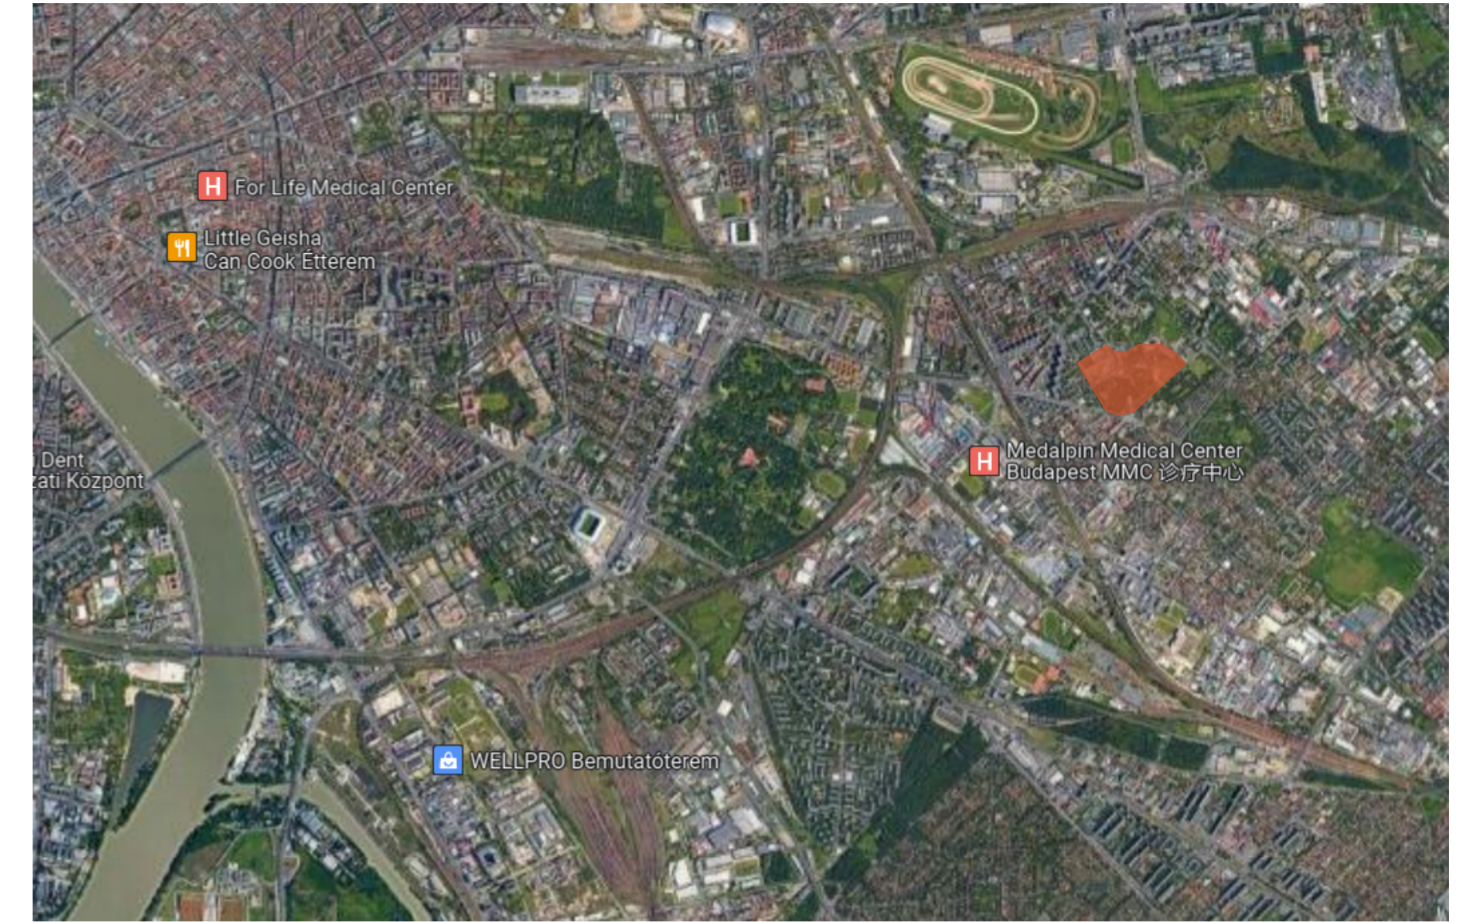 For Life Medical Center
Little Geisha
Can Cook Étterem
Dent
zati Központ
Medalpin Medical Center
Budapest MMC 诊疗中心
WELLPRO Bemutatóterem